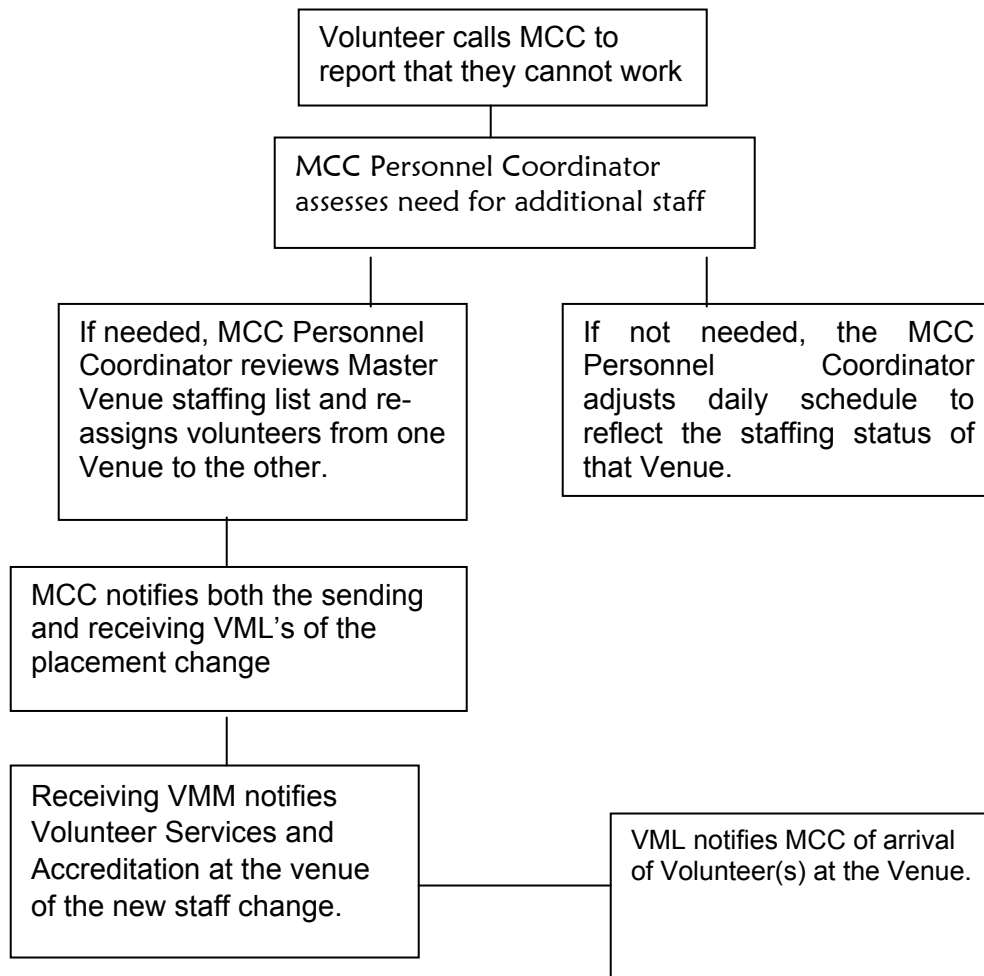 Volunteer calls MCC to
report that they cannot work
MCC Personnel Coordinator
assesses need for additional staff
If needed, MCC Personnel
Coordinator reviews Master
Venue staffing list and re-
assigns volunteers from one
Venue to the other.
If not needed, the MCC
Personnel Coordinator
adjusts daily schedule to
reflect the staffing status of
that Venue.
MCC notifies both the sending
and receiving VML’s of the
placement change
Receiving VMM notifies
Volunteer Services and
Accreditation at the venue
of the new staff change.
VML notifies MCC of arrival
of Volunteer(s) at the Venue.